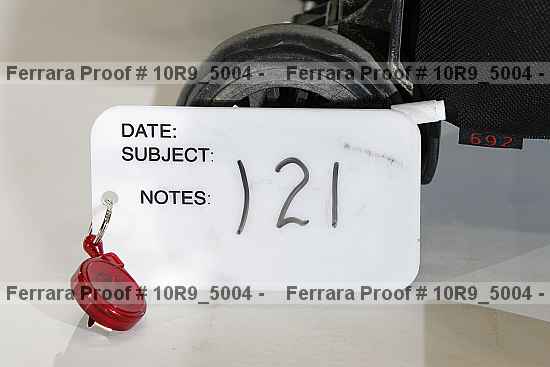 Ferrara Proof # 10R9_5004 - Ferrara Proof # 10R9_5004 -
DATE:
SUBJECT:
692
NOTES:
121
Ferrara Proof # 10R9_5004 - Ferrara Proof # 10R9_5004 -